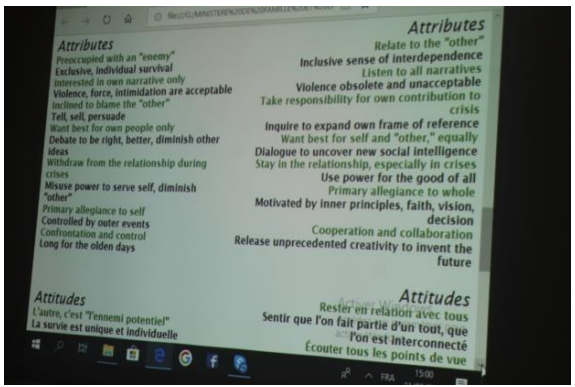 file:///G:/MINISTERE%20DE%20FAMILLE
Attributes
Preoccupied with an "enemy"
Exclusive, individual survival
Interested in own narrative only
Violence, force, intimidation are acceptable
Inclined to blame the "other"
Tell, sell, persuade
Want best for own people only
Debate to be right, better, diminish other
ideas
Withdraw from the relationship during
crises
Misuse power to serve self, diminish
"other"
Primary allegiance to self
Controlled by outer events
Confrontation and control
Long for the olden days
Attributes
Relate to the "other"
Inclusive sense of interdependence
Listen to all narratives
Violence obsolete and unacceptable
Take responsibility for own contribution to
crisis
Inquire to expand own frame of reference
Want best for self and "other," equally
Dialogue to uncover new social intelligence
Stay in the relationship, especially in crises
Use power for the good of all
Primary allegiance to whole
Motivated by inner principles, faith, vision,
decision
Cooperation and collaboration
Release unprecedented creativity to invent the
future
Attitudes
L'autre, c'est "l'ennemi potentiel"
La survie est unique et individuelle
Attitudes
Rester en relation avec tous
Sentir que l'on fait partie d'un tout, que
l'on est interconnecté
Écouter tous les points de vue
Activer Windows
FRA
15:00